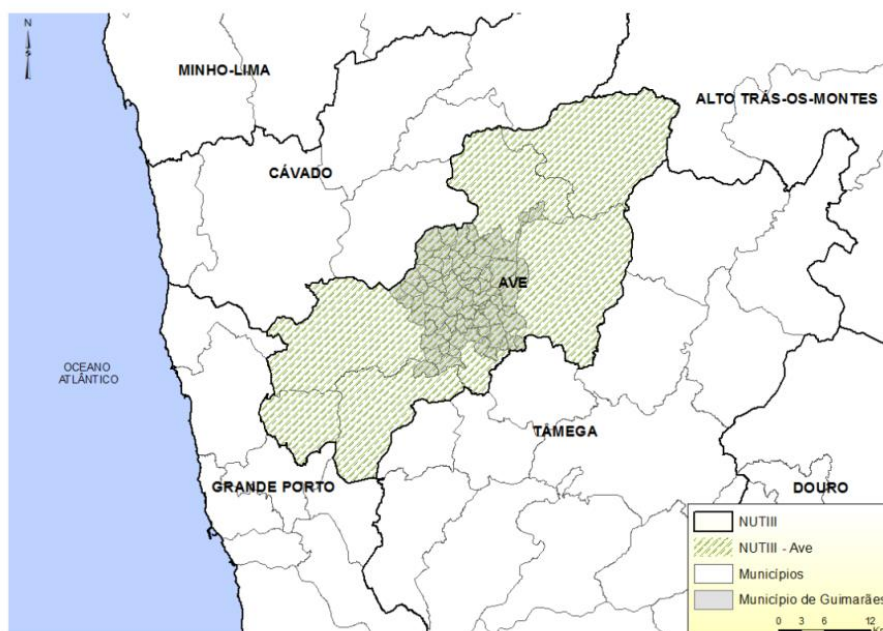 N
MINHO-LIMA
ALTO TRÁS-OS-MONTES
CÁVADO
AVE
OCEANO
ATLÂNTICO
TÂMEGA
GRANDE PORTO
DOURO
NUTIII
NUTIII - Ave
Municípios
Município de Guimarães
0 3 6 12